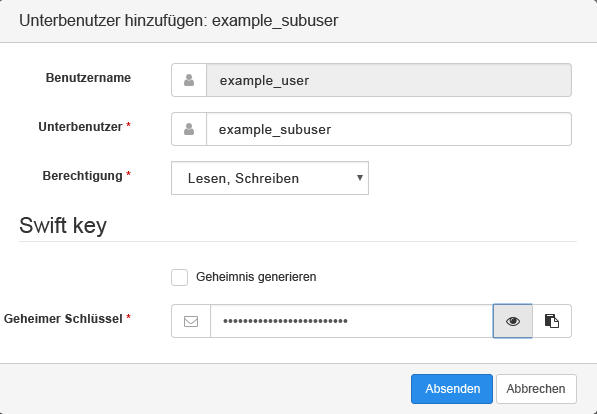 Unterbenutzer hinzufügen: example_subuser
Benutzername
example_user
Unterbenutzer *
example_subuser
Berechtigung *
Lesen, Schreiben
Swift key
Geheimnis generieren
Geheimer Schlüssel *
•••••••••••••••••••••••••
Absenden
Abbrechen